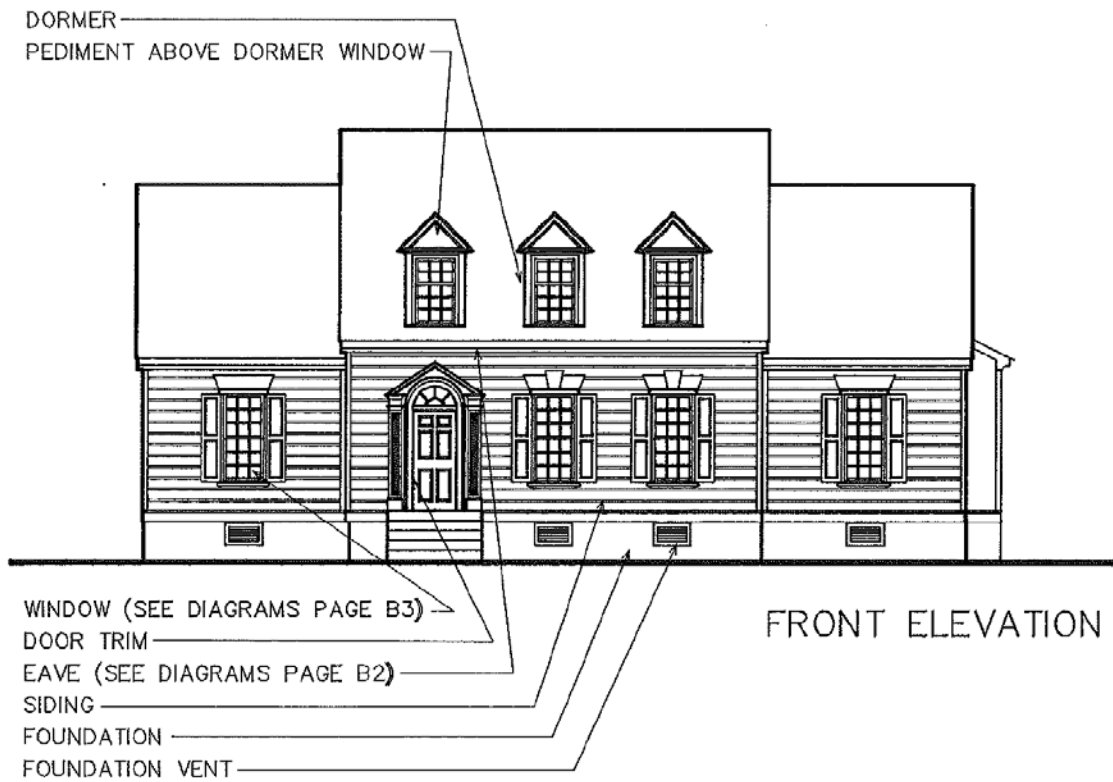 DORMER
PEDIMENT ABOVE DORMER WINDOW
WINDOW (SEE DIAGRAMS PAGE B3)
DOOR TRIM
EAVE (SEE DIAGRAMS PAGE B2)
SIDING
FOUNDATION
FOUNDATION VENT
FRONT ELEVATION